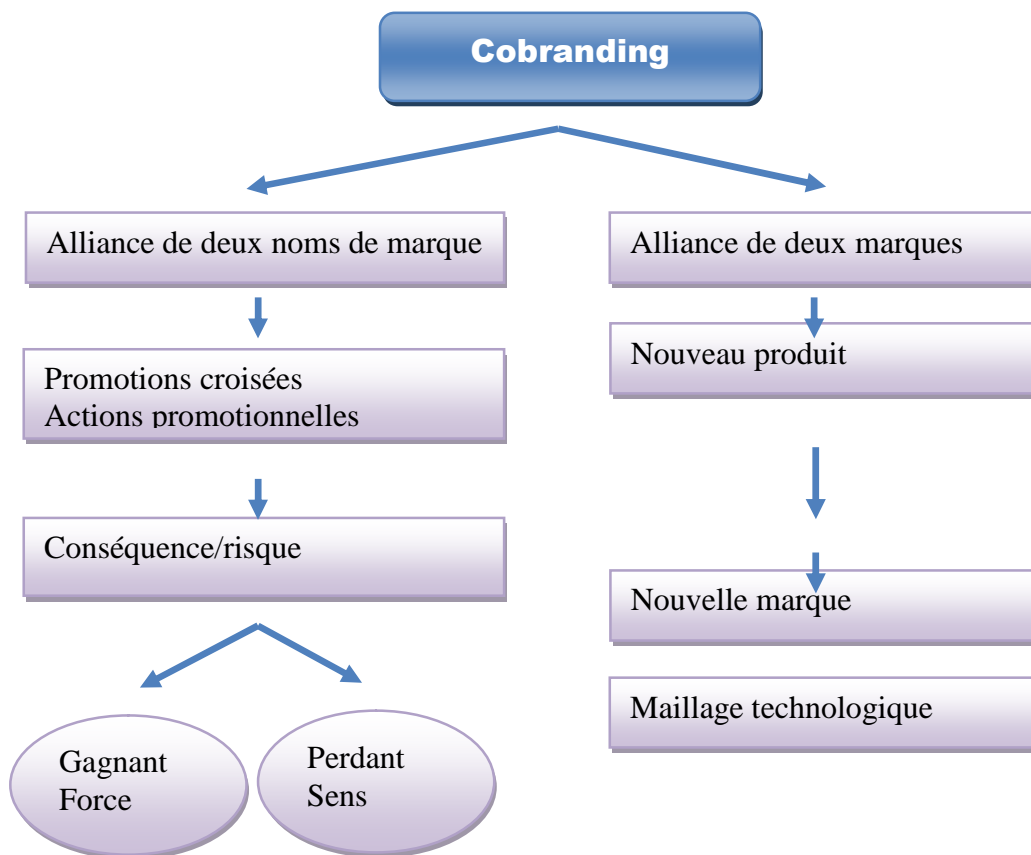 Cobranding
Alliance de deux noms de marque
Promotions croisées
Actions promotionnelles
Conséquence/risque
Gagnant
Force
Perdant
Sens
Alliance de deux marques
Nouveau produit
Nouvelle marque
Maillage technologique